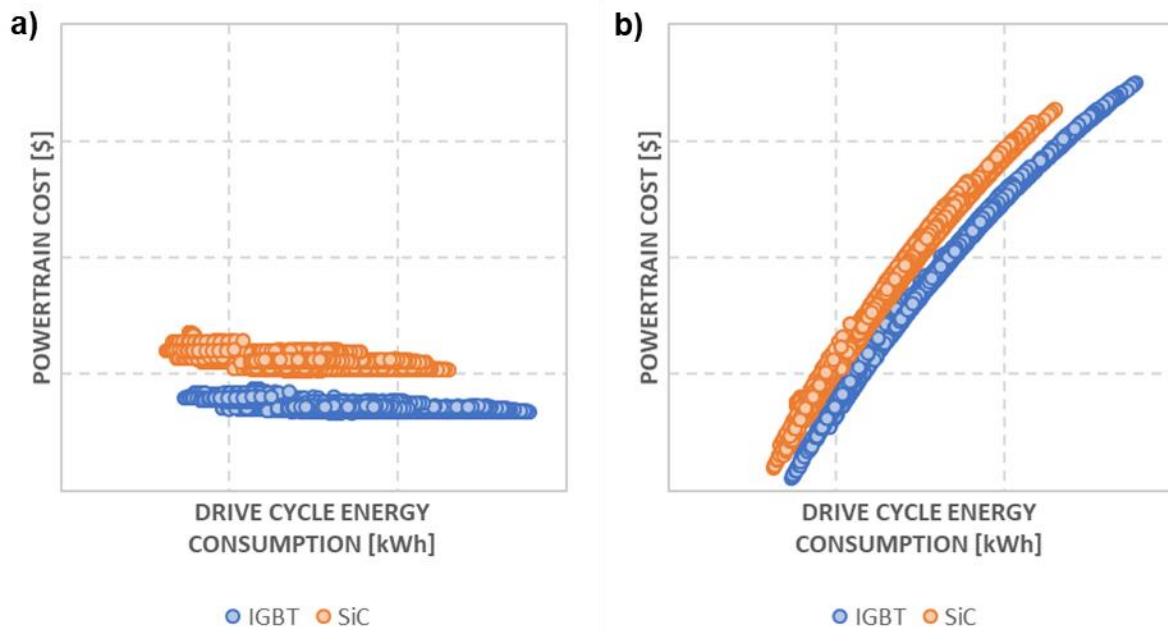 a)
POWERTRAIN COST [$]
DRIVE CYCLE ENERGY
CONSUMPTION [kWh]
IGBT SiC
b)
POWERTRAIN COST [$]
DRIVE CYCLE ENERGY
CONSUMPTION [kWh]
IGBT SiC